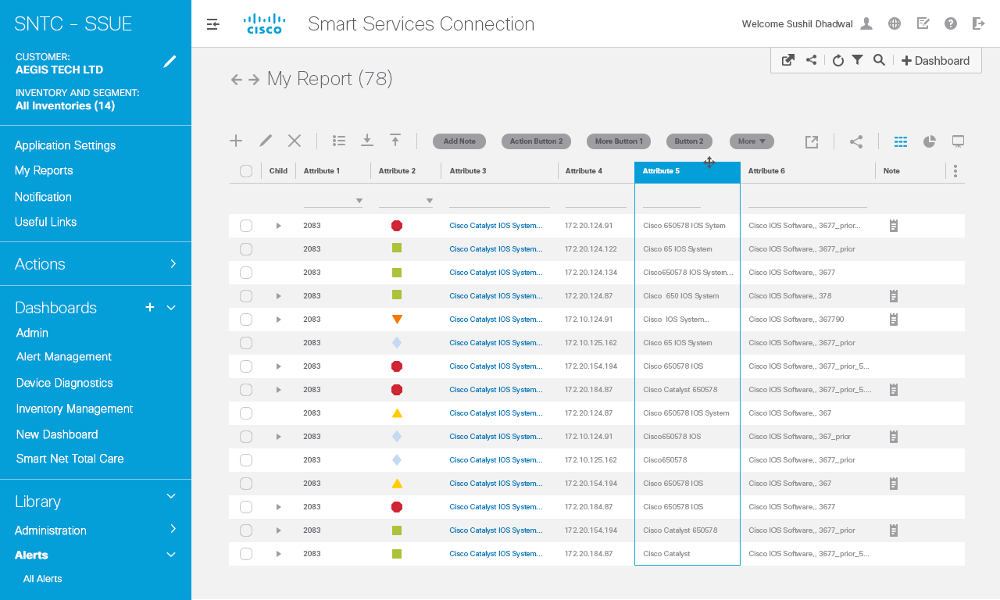 SNTC - SSUE
CUSTOMER:
AEGIS TECH LTD
INVENTORY AND SEGMENT:
All Inventories (14)
Application Settings
My Reports
Notification
Useful Links
Actions
Dashboards
Admin
Alert Management
Device Diagnostics
Inventory Management
New Dashboard
Smart Net Total Care
Library
Administration
Alerts
All Alerts
CISCO
Smart Services Connection
Welcome Sushil Dhadwal
Dashboard
My Report (78)
Add Note Action Button 2 More Button 1 Button 2 More
Child Attribute 1 Attribute 2 Attribute 3 Attribute 4 Attribute 5 Attribute 6 Note
2083 Cisco Catalyst IOS System... 172.20.124.91 Cisco 650578 IOS Sytem Cisco IOS Software,, 3677_prior...
2083 Cisco Catalyst IOS System... 172.20.124.122 Cisco 65 IOS System Cisco IOS Software,, 3677_prior
2083 Cisco Catalyst IOS System... 172.20.124.134 Cisco650578 IOS System... Cisco IOS Software,, 3677
2083 Cisco Catalyst IOS System... 172.20.124.87 Cisco 650 IOS System Cisco IOS Software,, 378
2083 Cisco Catalyst IOS System... 172.10.124.91 Cisco IOS System... Cisco IOS Software,, 367790
2083 Cisco Catalyst IOS System... 172.10.125.162 Cisco 65 IOS System Cisco IOS Software,, 3677_prior
2083 Cisco Catalyst IOS System... 172.20.154.194 Cisco 650578 IOS Cisco IOS Software,, 3677_prior_5...
2083 Cisco Catalyst IOS System... 172.20.184.87 Cisco Catalyst 650578 Cisco IOS Software,, 3677_prior_5....
2083 Cisco Catalyst IOS System... 172.20.124.87 Cisco 650578 IOS System Cisco IOS Software,, 367
2083 Cisco Catalyst IOS System... 172.10.124.91 Cisco650578 IOS Cisco IOS Software,, 367_prior
2083 Cisco Catalyst IOS System... 172.10.125.162 Cisco650578 Cisco IOS Software,, 3677_prior
2083 Cisco Catalyst IOS System... 172.20.154.194 Cisco 650578 IOS Cisco IOS Software,, 367
2083 Cisco Catalyst IOS System... 172.20.184.87 Cisco 650578 IOS Cisco IOS Software,, 3677
2083 Cisco Catalyst IOS System... 172.20.154.194 Cisco Catalyst 650578 Cisco IOS Software,, 3677_prior
2083 Cisco Catalyst IOS System... 172.20.184.87 Cisco Catalyst Cisco IOS Software,, 3677_prior_5...